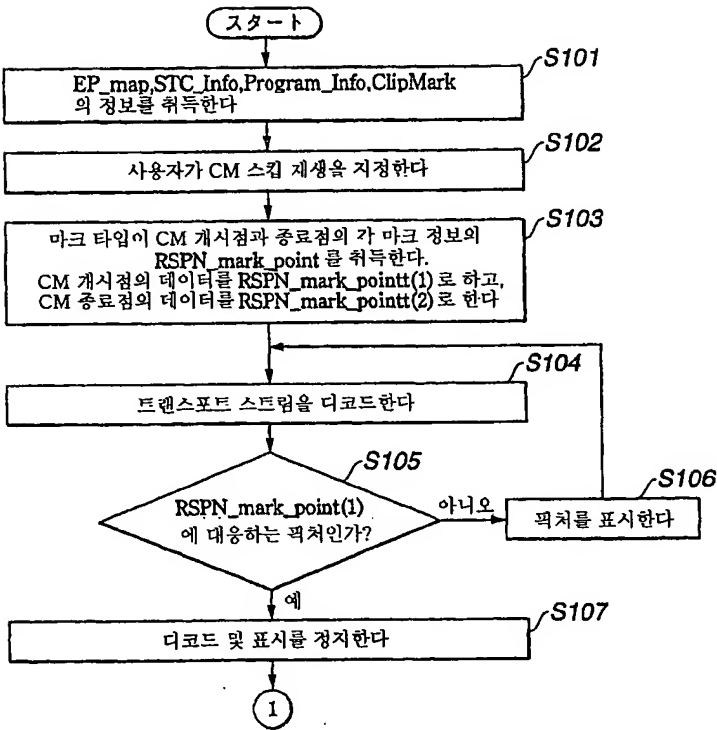 スタート
S101
EP_map,STC_Info,Program_Info,ClipMark
의 정보를 취득한다
S102
사용자가 CM 스킵 재생을 지정한다
S103
마크 타입이 CM 개시점과 종료점의 각 마크 정보의
RSPN_mark_point 를 취득한다.
CM 개시점의 데이터를 RSPN_mark_pointt(1) 로 하고,
CM 종료점의 데이터를 RSPN_mark_pointt(2) 로 한다
S104
트랜스포트 스트림을 디코드한다
S105
RSPN_mark_point(1)
에 대응하는 픽처인가?
아니오
S106
픽처를 표시한다
예
S107
디코드 및 표시를 정지한다
1